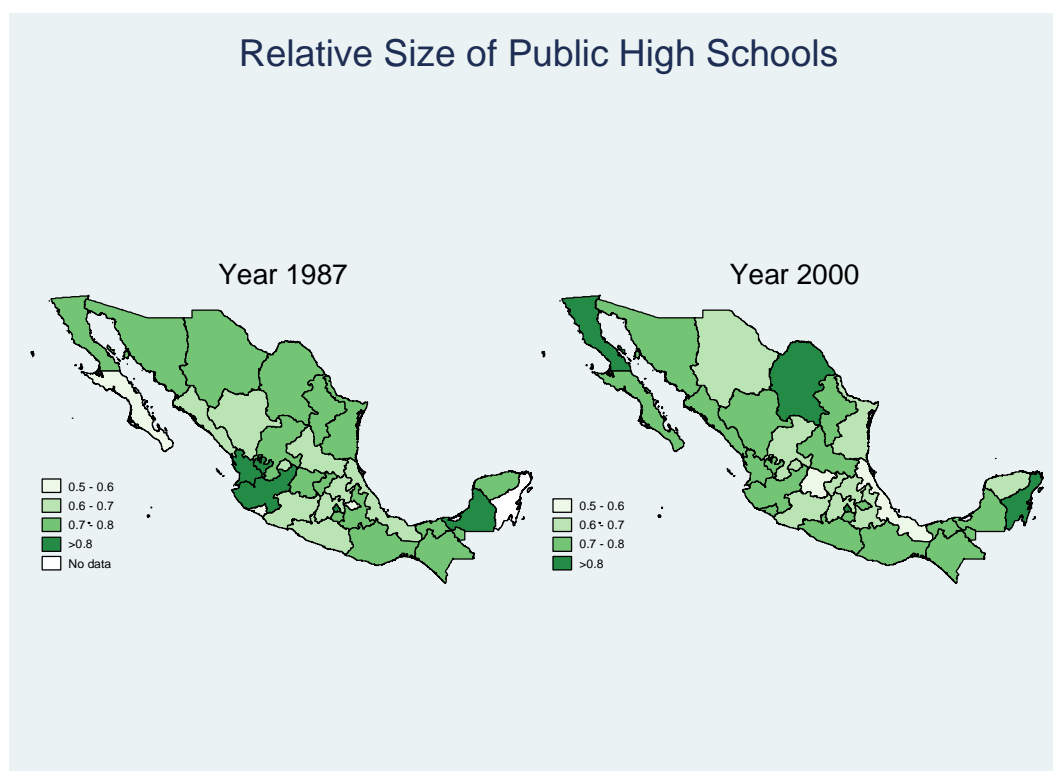 Relative Size of Public High Schools
Year 1987
0.5 - 0.6
0.6 - 0.7
0.7 - 0.8
>0.8
No data
Year 2000
0.5 - 0.6
0.6 - 0.7
0.7 - 0.8
>0.8